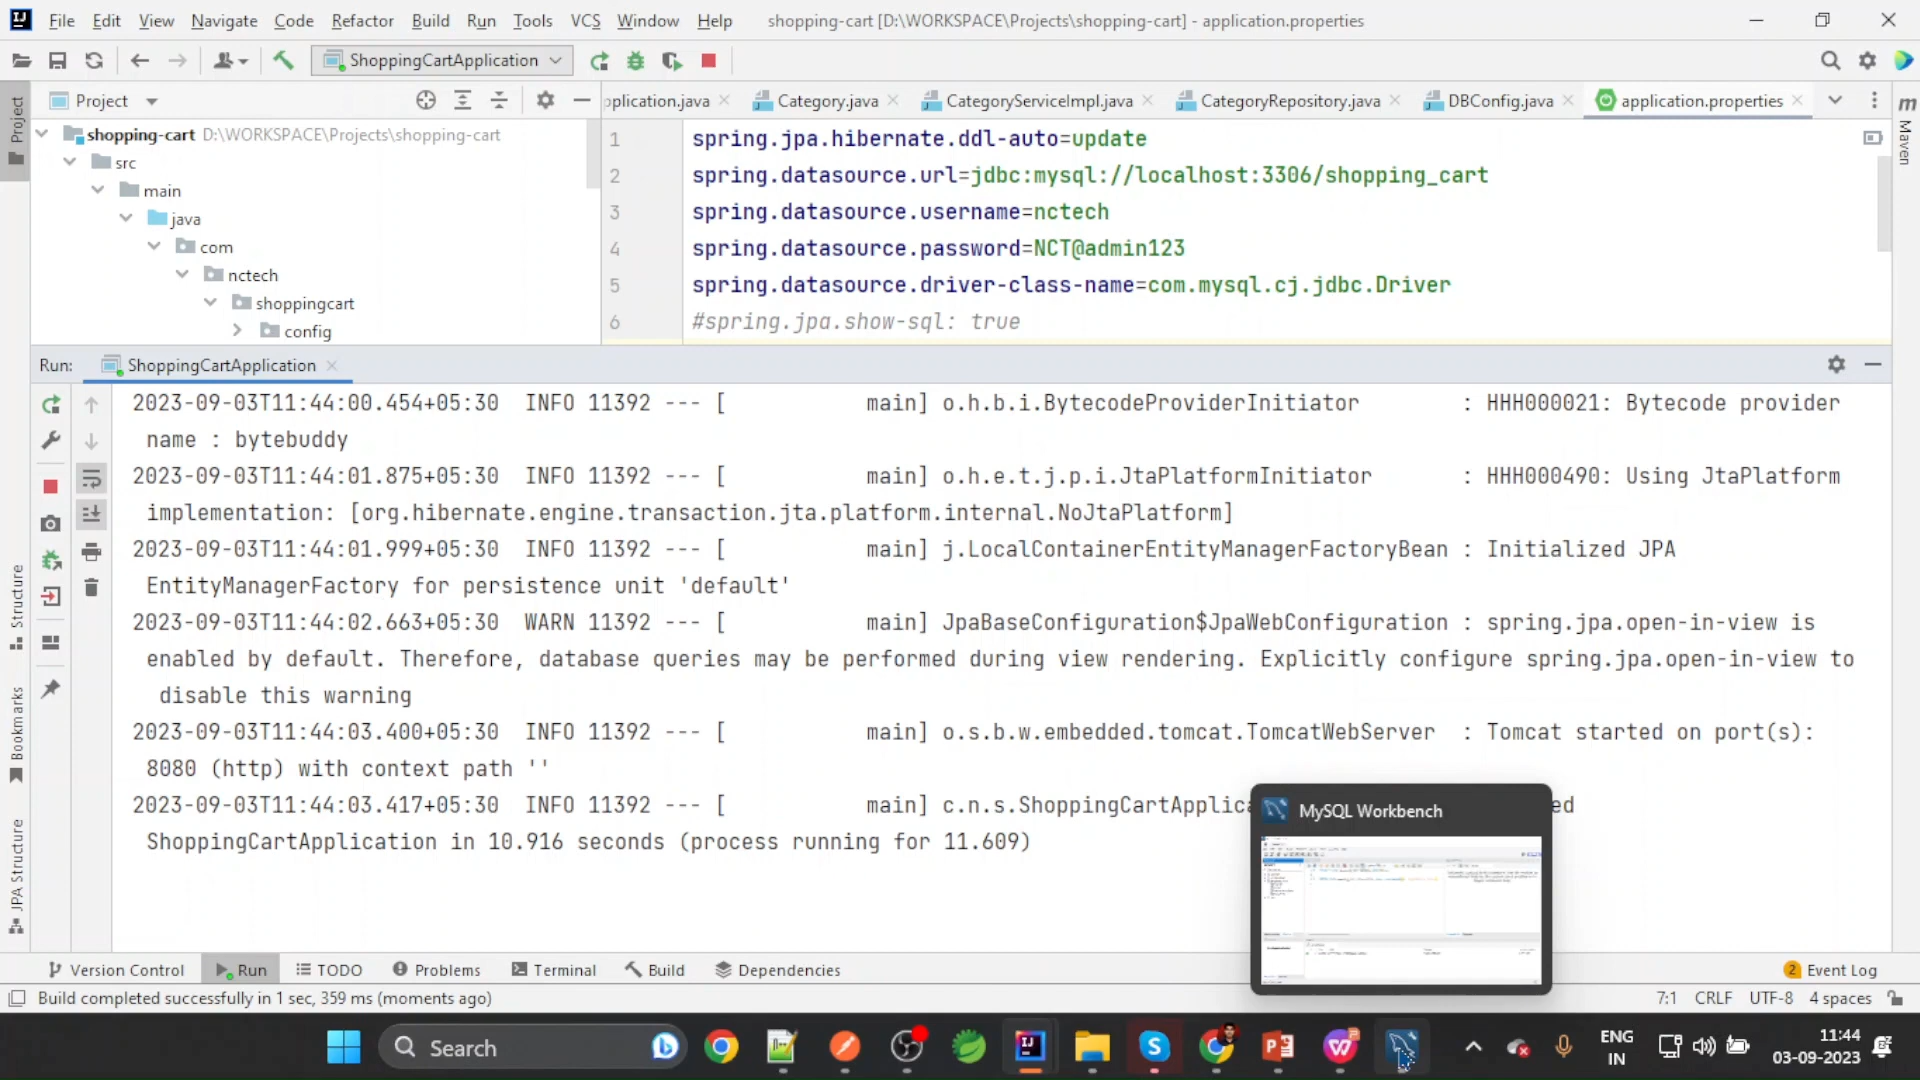 File Edit View Navigate Code Refactor Build Run Tools VCS Window Help shopping-cart [D:\WORKSPACE\Projects\shopping-cart] - application.properties
ShoppingCartApplication
Project
pplication.java Category.java CategoryServiceImpl.java CategoryRepository.java DBConfig.java application.properties
shopping-cart D:\WORKSPACE\Projects\shopping-cart
src
main
java
com
nctech
shoppingcart
config
1 spring.jpa.hibernate.ddl-auto=update
2 spring.datasource.url=jdbc:mysql://localhost:3306/shopping_cart
3 spring.datasource.username=nctech
4 spring.datasource.password=NCT@admin123
5 spring.datasource.driver-class-name=com.mysql.cj.jdbc.Driver
6 #spring.jpa.show-sql: true
Project
Structure
Bookmarks
JPA Structure
Maven
Run: ShoppingCartApplication
2023-09-03T11:44:00.454+05:30 INFO 11392 --- [ main] o.h.b.i.BytecodeProviderInitiator : HHH000021: Bytecode provider
name : bytebuddy
2023-09-03T11:44:01.875+05:30 INFO 11392 --- [ main] o.h.e.t.j.p.i.JtaPlatformInitiator : HHH000490: Using JtaPlatform
implementation: [org.hibernate.engine.transaction.jta.platform.internal.NoJtaPlatform]
2023-09-03T11:44:01.999+05:30 INFO 11392 --- [ main] j.LocalContainerEntityManagerFactoryBean : Initialized JPA
EntityManagerFactory for persistence unit 'default'
2023-09-03T11:44:02.663+05:30 WARN 11392 --- [ main] JpaBaseConfiguration$JpaWebConfiguration : spring.jpa.open-in-view is
enabled by default. Therefore, database queries may be performed during view rendering. Explicitly configure spring.jpa.open-in-view to
disable this warning
2023-09-03T11:44:03.400+05:30 INFO 11392 --- [ main] o.s.b.w.embedded.tomcat.TomcatWebServer : Tomcat started on port(s):
8080 (http) with context path ''
2023-09-03T11:44:03.417+05:30 INFO 11392 --- [ main] c.n.s.ShoppingCartApplica ed
ShoppingCartApplication in 10.916 seconds (process running for 11.609)
MySQL Workbench
Version Control Run TODO Problems Terminal Build Dependencies 2 Event Log
Build completed successfully in 1 sec, 359 ms (moments ago) 7:1 CRLF UTF-8 4 spaces
Search
ENG
IN
11:44
03-09-2023